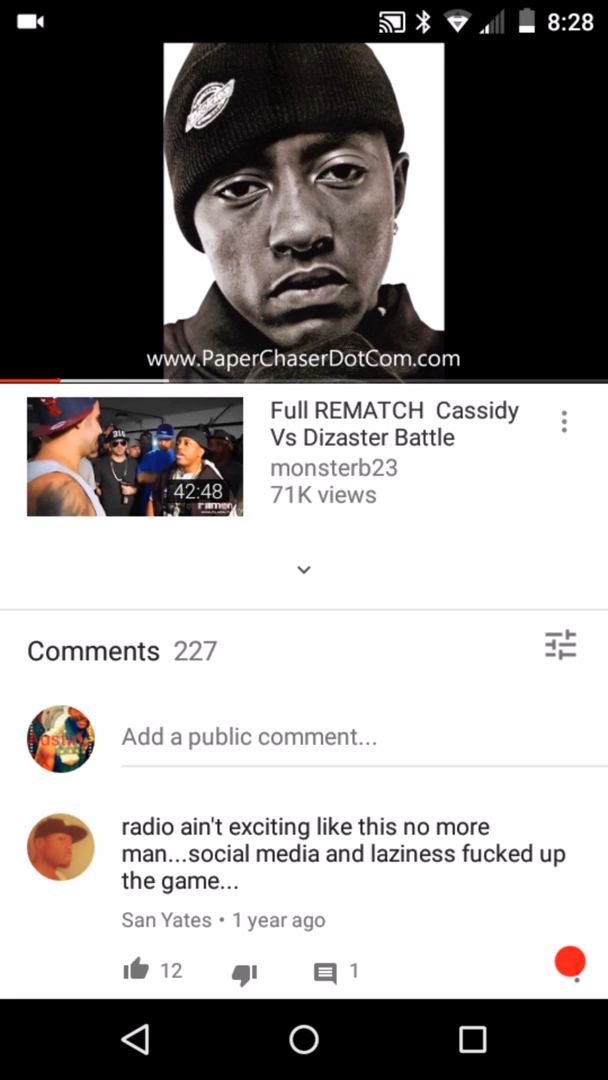 8:28
www.PaperChaserDotCom.com
42:48
Full REMATCH Cassidy
Vs Dizaster Battle
monsterb23
71K views
Comments 227
Add a public comment...
radio ain't exciting like this no more
man...social media and laziness fucked up
the game...
San Yates • 1 year ago
12
1